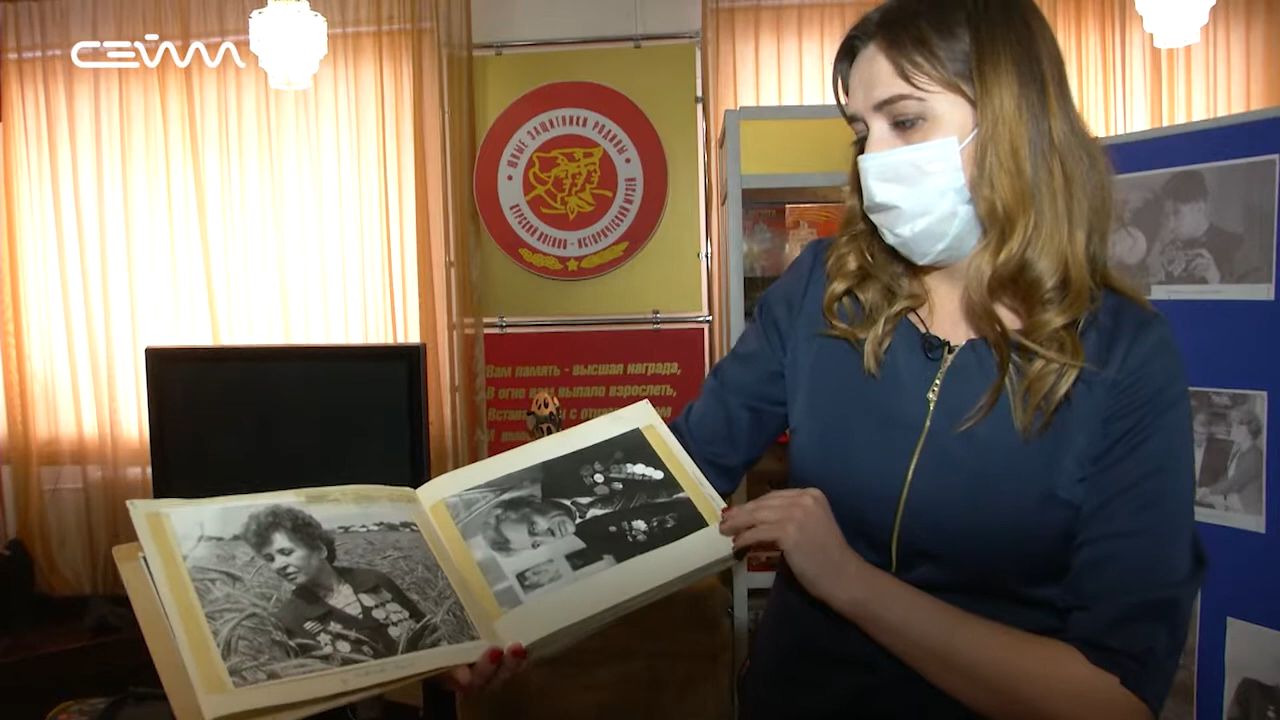 СЕЙМ
ЮНЫЕ ЗАЩИТНИКИ РОДИНЫ
КУРСКИЙ ВОЕННО - ИСТОРИЧЕСКИЙ МУЗЕЙ
Вам память - высшая награда,
В огне вам выпало взрослеть,
с
И